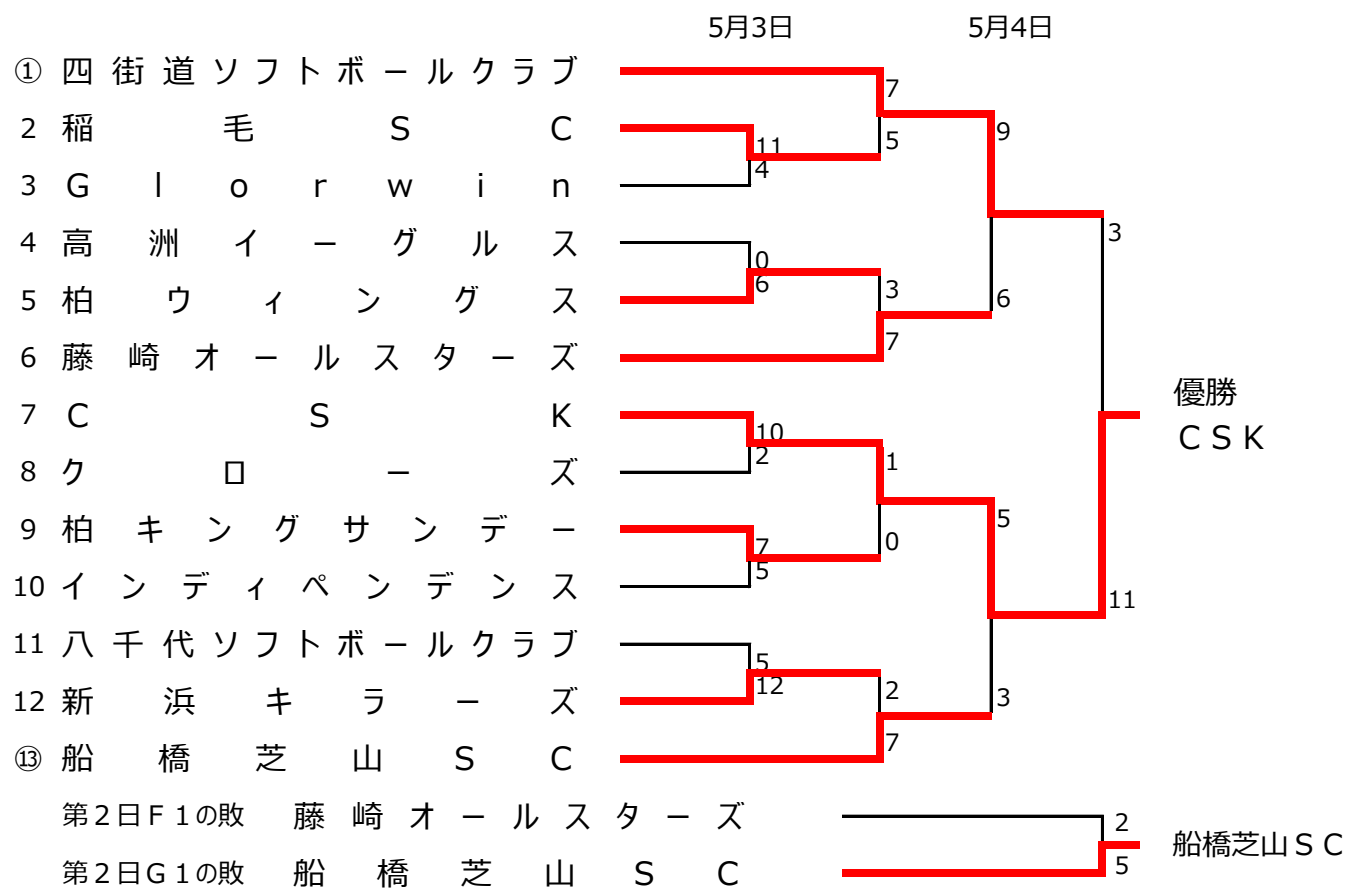 5月3日 5月4日
① 四街道ソフトボールクラブ
2 稲毛SC
3 Glorwin
4 高洲イーグルス
5 柏ウィングス
6 藤崎オールスターズ
7 CSK
8 クローズ
9 柏キングサンデー
10 インディペンデンス
11 八千代ソフトボールクラブ
12 新浜キラーズ
⑬ 船橋芝山SC
11
4
0
6
10
2
7
5
5
12
7
5
3
7
1
0
2
7
9
6
5
3
3
11
優勝
CSK
第2日F1の敗 藤崎オールスターズ
第2日G1の敗 船橋芝山SC
2
5
船橋芝山SC